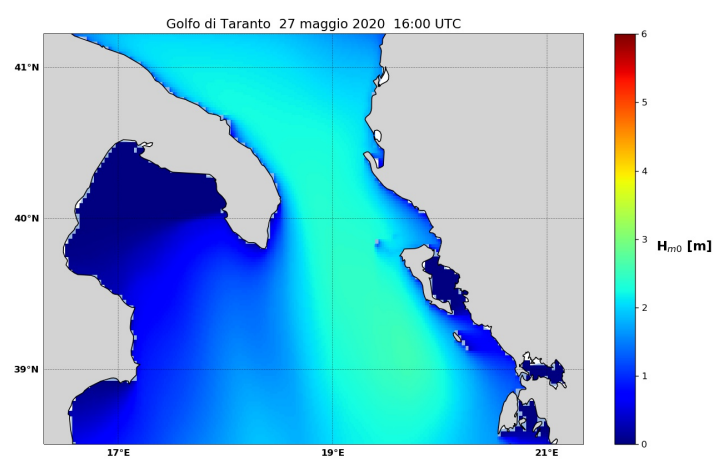 Golfo di Taranto 27 maggio 2020 16:00 UTC
41°N
40°N
39°N
17°E
19°E
21°E
6
5
4
3
2
1
0
H_{m0} [m]